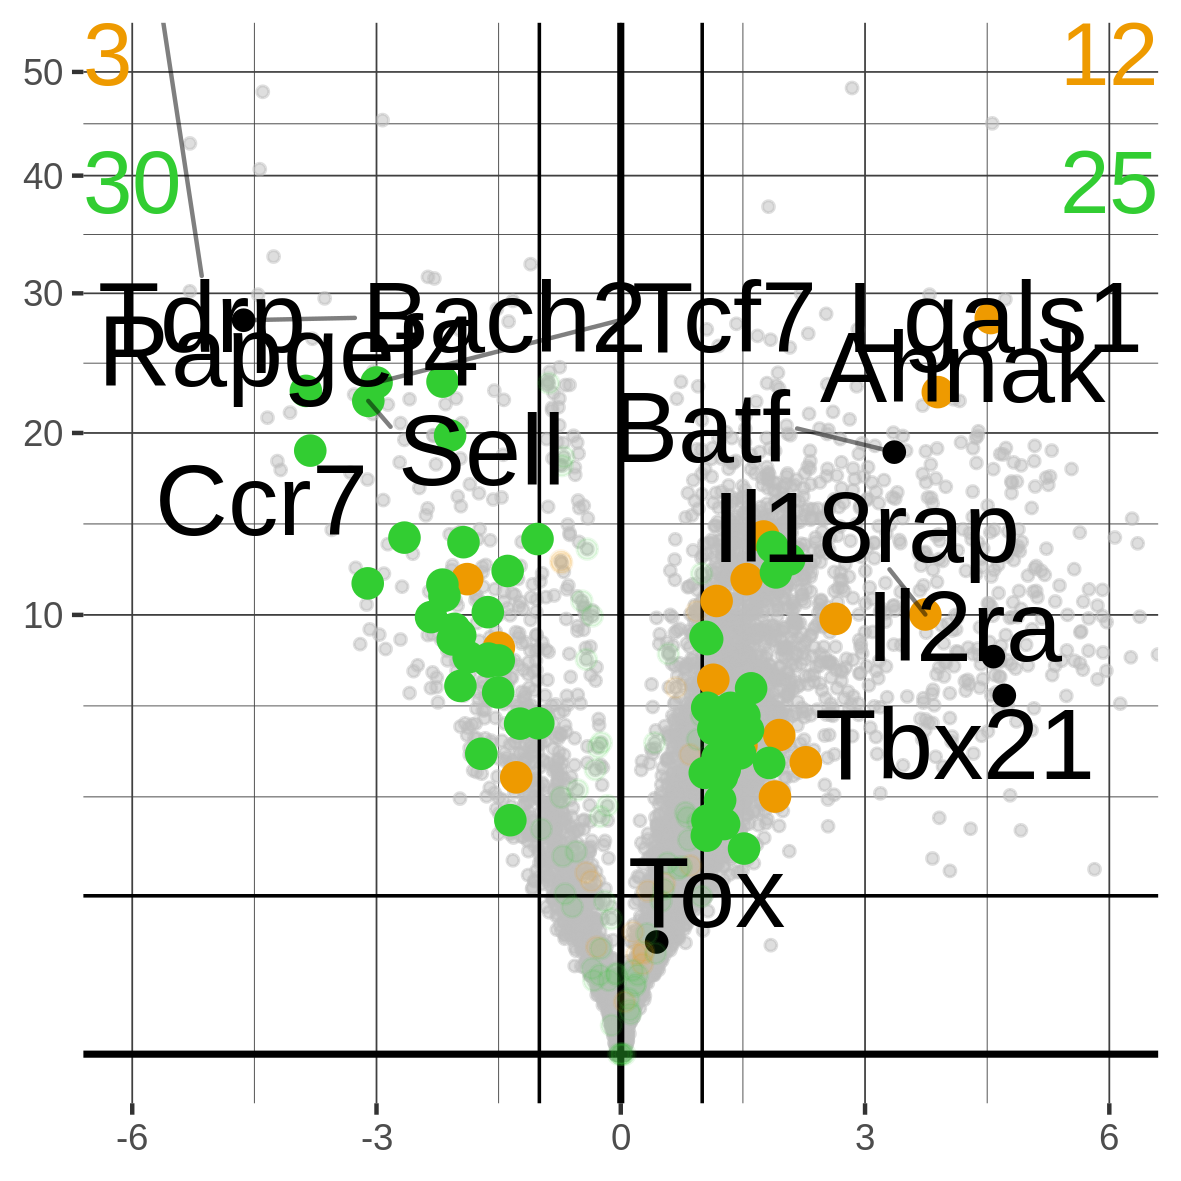 3
12
50
30
25
40
30
Tdrp
Bach2
Tcf7
Lgals1
Rapgef4
Ahnak
Batf
20
Sell
Ccr7
Il18rap
10
Il2ra
Tbx21
Tox
-6
-3
0
3
6